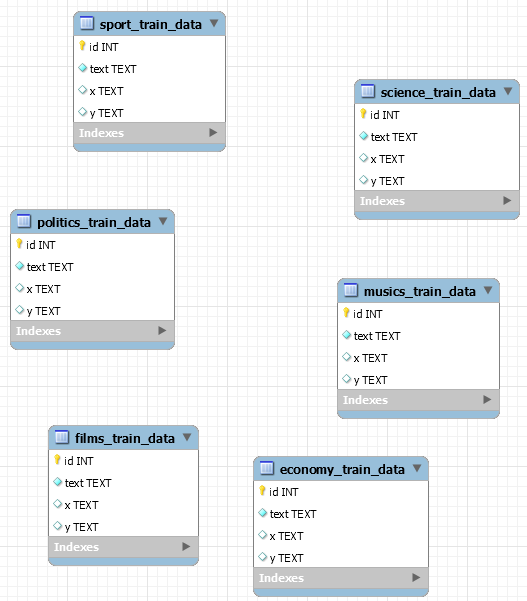 sport_train_data
id INT
text TEXT
x TEXT
y TEXT
Indexes
science_train_data
id INT
text TEXT
x TEXT
y TEXT
Indexes
politics_train_data
id INT
text TEXT
x TEXT
y TEXT
Indexes
musics_train_data
id INT
text TEXT
x TEXT
y TEXT
Indexes
films_train_data
id INT
text TEXT
x TEXT
y TEXT
Indexes
economy_train_data
id INT
text TEXT
x TEXT
y TEXT
Indexes